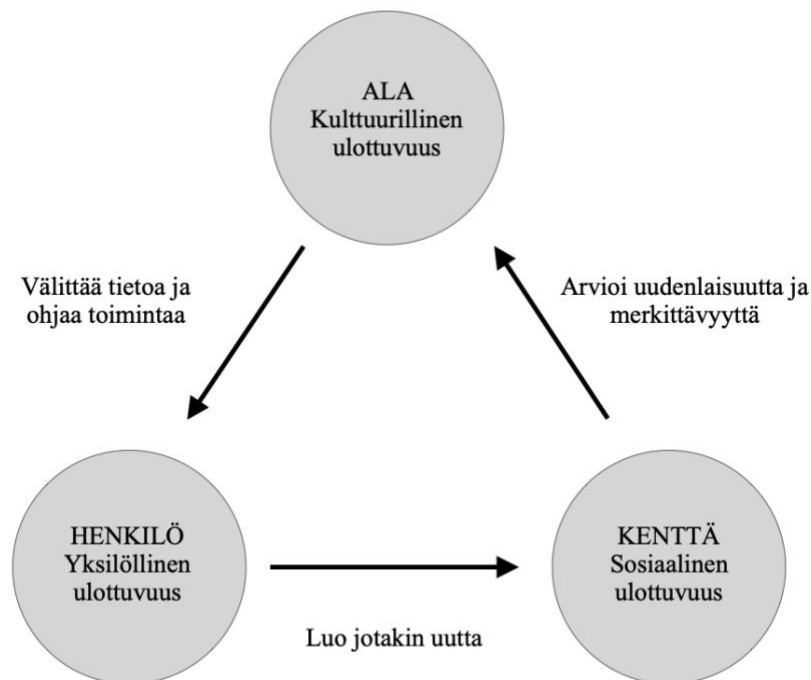 ALA
Kulttuurillinen
ulottuvuus
Välittää tietoa ja
ohjaa toimintaa
Arvioi uudenlaisuutta ja
merkittävyyttä
HENKILÖ
Yksilöllinen
ulottuvuus
KENTTÄ
Sosiaalinen
ulottuvuus
Luo jotakin uutta